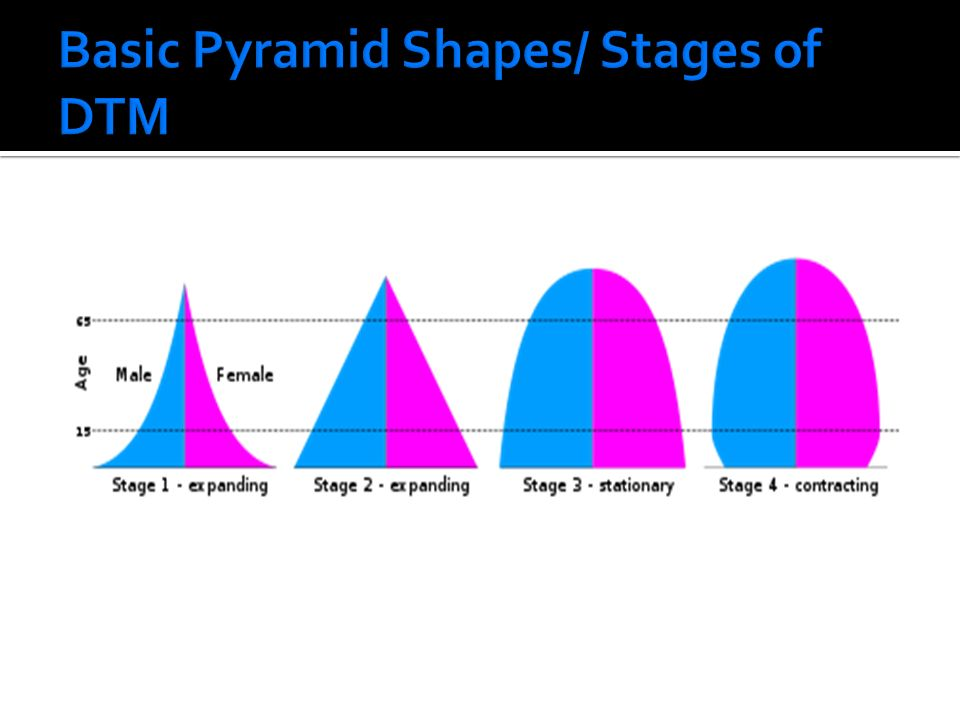 Basic Pyramid Shapes/ Stages of
DTM
65
Age
Male
Female
15
Stage 1 - expanding
Stage 2 - expanding
Stage 3 - stationary
Stage 4 - contracting